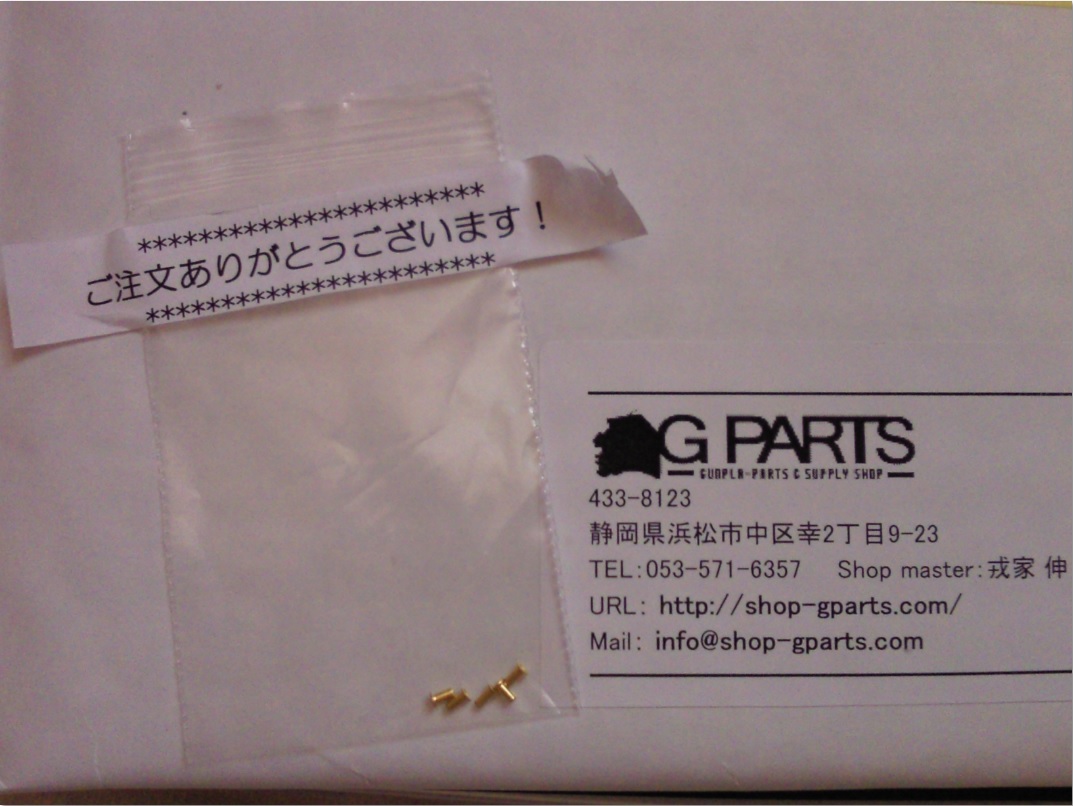 **********************
ご注文ありがとうございます！
**********************
G PARTS
GUNPLA-PARTS & SUPPLY SHOP
433-8123
静岡県浜松市中区幸2丁目9-23
TEL:053-571-6357 Shop master:戎家 伸
URL: http://shop-gparts.com/
Mail: info@shop-gparts.com